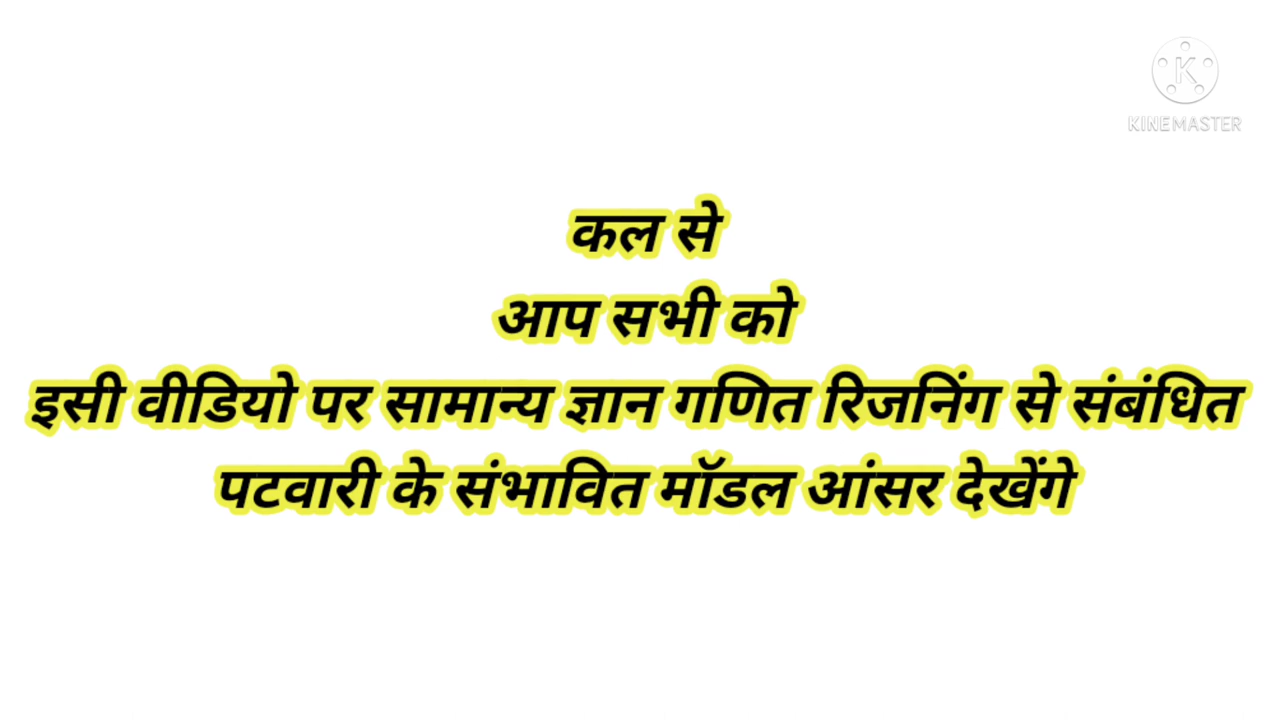 KINEMASTER
कल से
आप सभी को
इसी वीडियो पर सामान्य ज्ञान गणित रिजनिंग से संबंधित
पटवारी के संभावित मॉडल आंसर देखेंगे